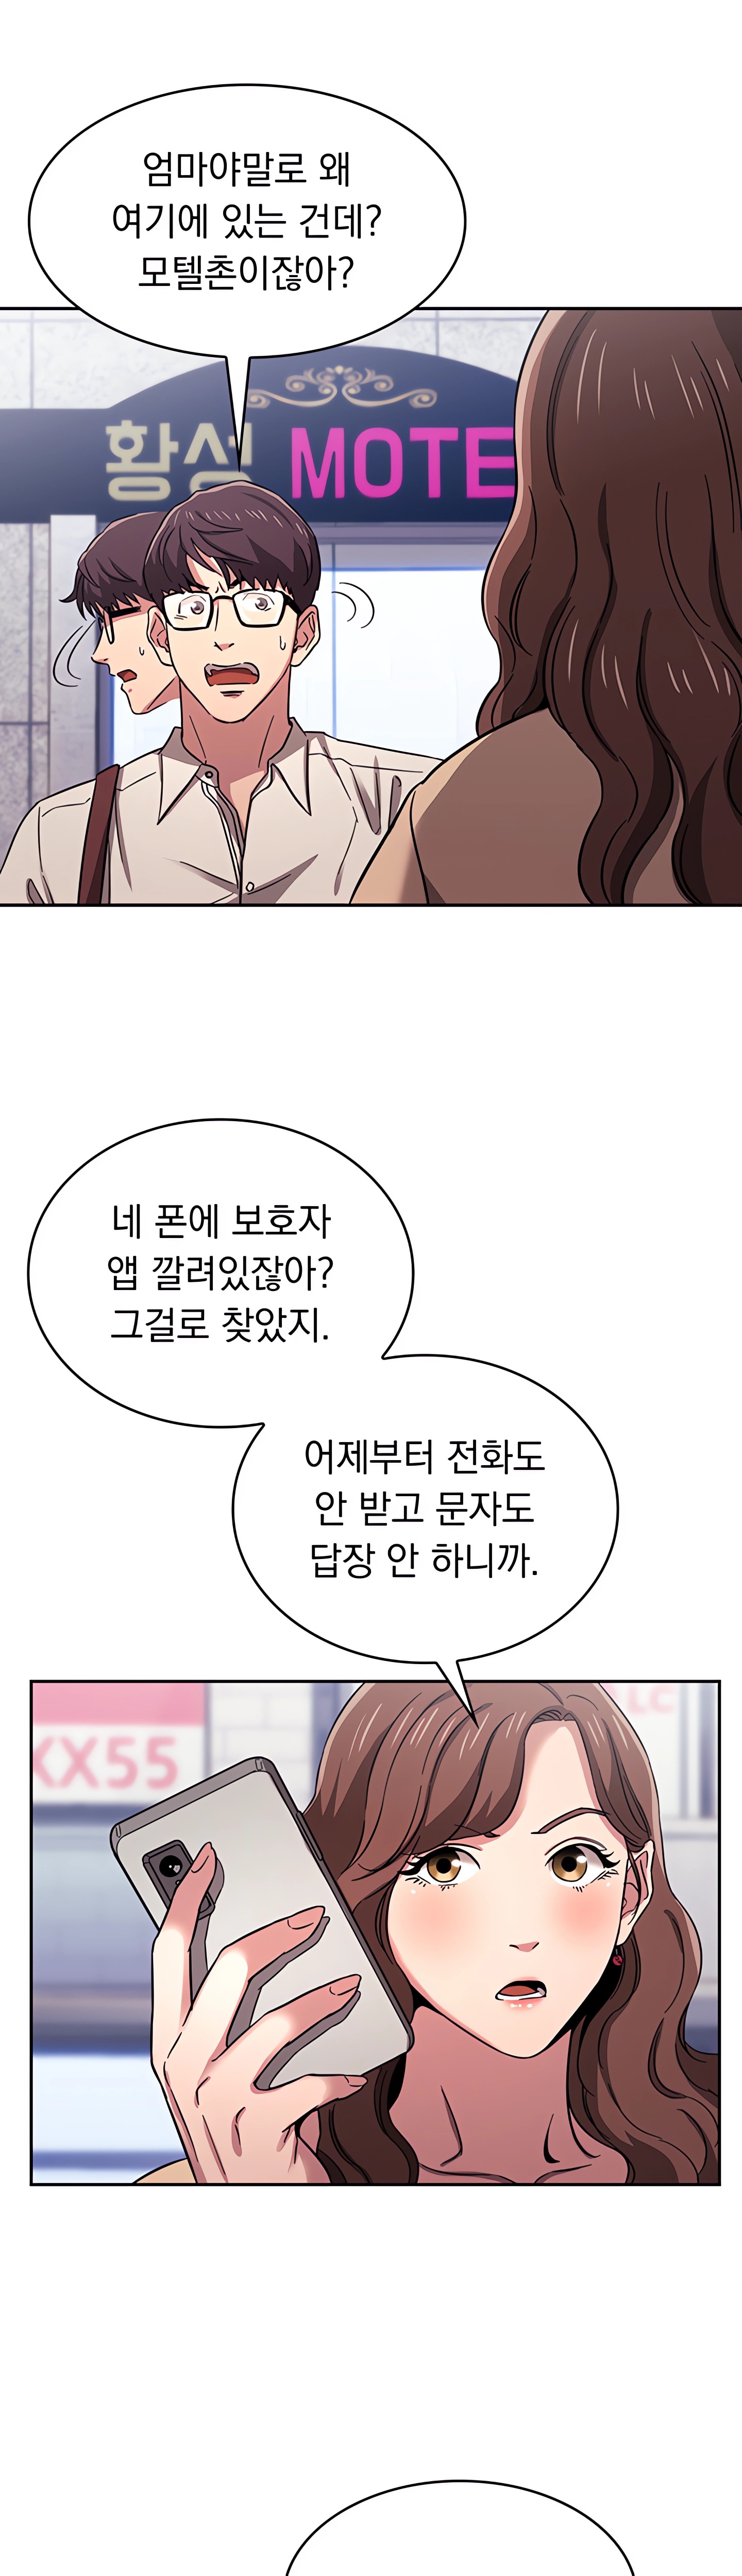 엄마야말로 왜
여기에 있는 건데?
모텔촌이잖아?
황성 MOTE
네 폰에 보호자
앱 깔려있잖아?
그걸로 찾았지.
어제부터 전화도
안 받고 문자도
답장 안 하니까.
LC
XX55